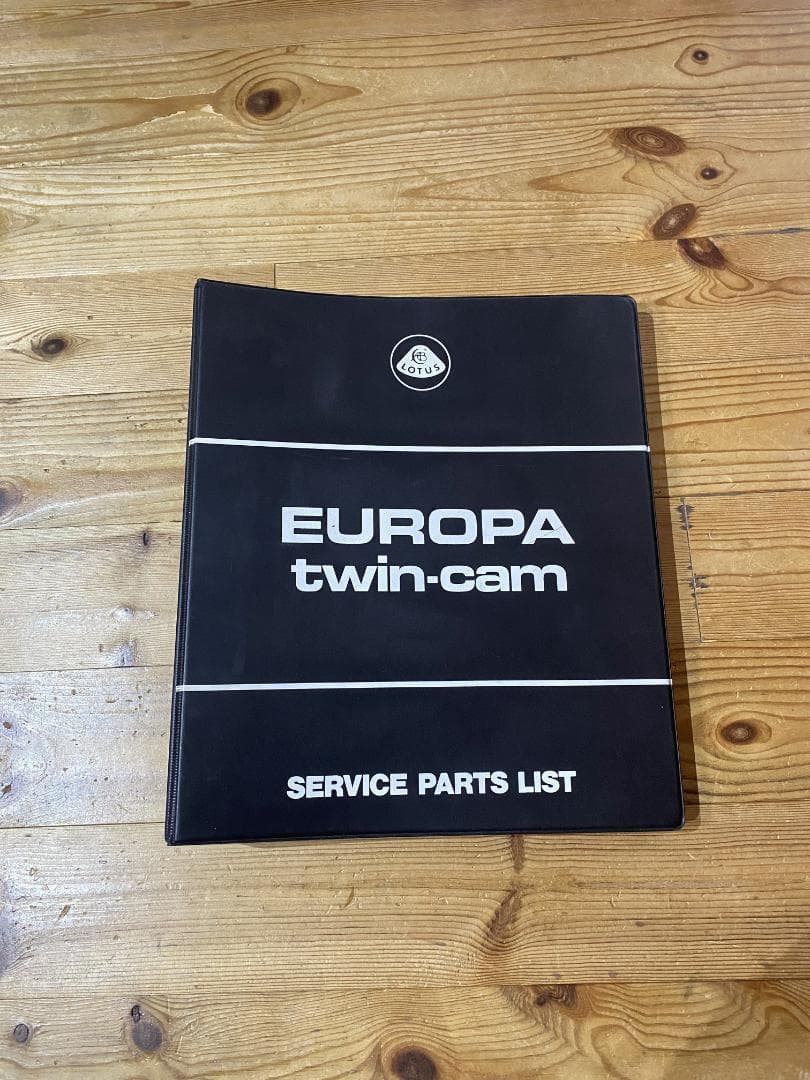 LOTUS
EUROPA
twin-cam
SERVICE PARTS LIST